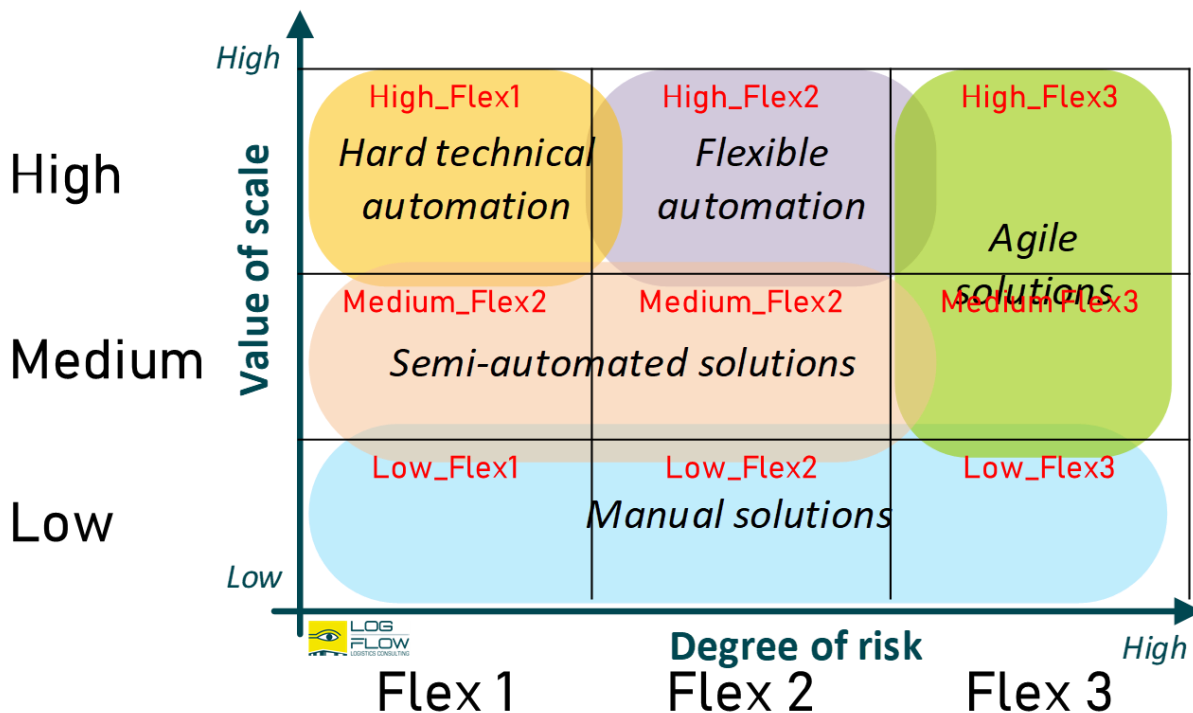 High
High_Flex1
High_Flex2
High_Flex3
Hard technical
automation
Flexible
automation
High
Value of scale
Agile
solutions
Medium_Flex2
Medium_Flex2
Medium Flex3
Medium
Semi-automated solutions
Low_Flex1
Low_Flex2
Low_Flex3
Manual solutions
Low
Low
LOG
FLOW
LOGISTICS CONSULTING
Degree of risk
High
Flex 1
Flex 2
Flex 3